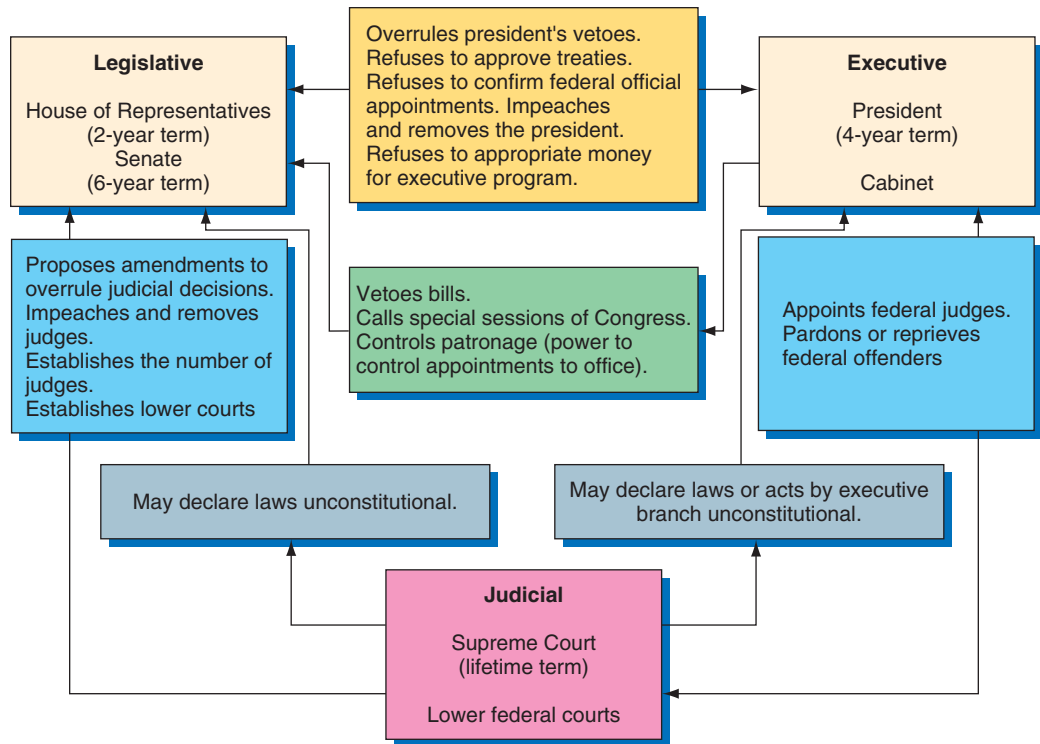 Legislative
House of Representatives
(2-year term)
Senate
(6-year term)
Overrules president's vetoes.
Refuses to approve treaties.
Refuses to confirm federal official
appointments. Impeaches
and removes the president.
Refuses to appropriate money
for executive program.
Executive
President
(4-year term)
Cabinet
Proposes amendments to
overrule judicial decisions.
Impeaches and removes
judges.
Establishes the number of
judges.
Establishes lower courts
Vetoes bills.
Calls special sessions of Congress.
Controls patronage (power to
control appointments to office).
Appoints federal judges.
Pardons or reprieves
federal offenders
May declare laws unconstitutional.
May declare laws or acts by executive
branch unconstitutional.
Judicial
Supreme Court
(lifetime term)
Lower federal courts